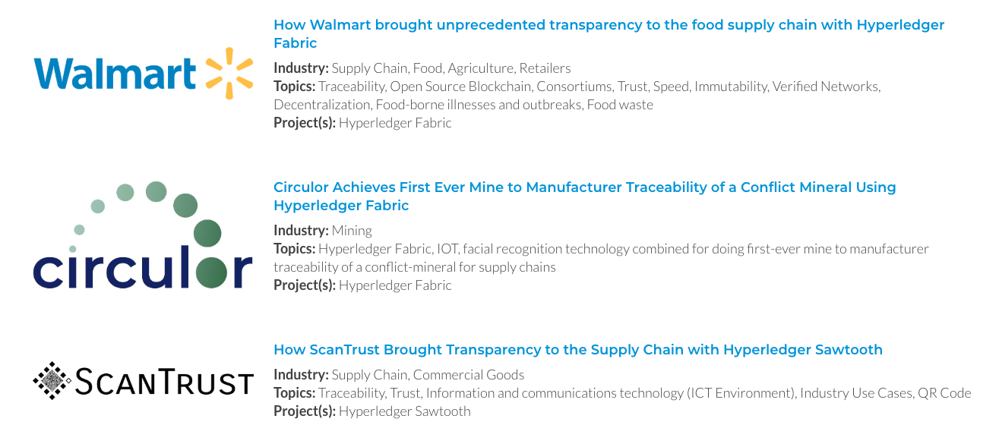 How Walmart brought unprecedented transparency to the food supply chain with Hyperledger
Fabric
Walmart
Industry: Supply Chain, Food, Agriculture, Retailers
Topics: Traceability, Open Source Blockchain, Consortiums, Trust, Speed, Immutability, Verified Networks,
Decentralization, Food-borne illnesses and outbreaks, Food waste
Project(s): Hyperledger Fabric
Circulor Achieves First Ever Mine to Manufacturer Traceability of a Conflict Mineral Using
Hyperledger Fabric
circulor
Industry: Mining
Topics: Hyperledger Fabric, IOT, facial recognition technology combined for doing first-ever mine to manufacturer
traceability of a conflict-mineral for supply chains
Project(s): Hyperledger Fabric
How ScanTrust Brought Transparency to the Supply Chain with Hyperledger Sawtooth
SCANTRUST
Industry: Supply Chain, Commercial Goods
Topics: Traceability, Trust, Information and communications technology (ICT Environment), Industry Use Cases, QR Code
Project(s): Hyperledger Sawtooth